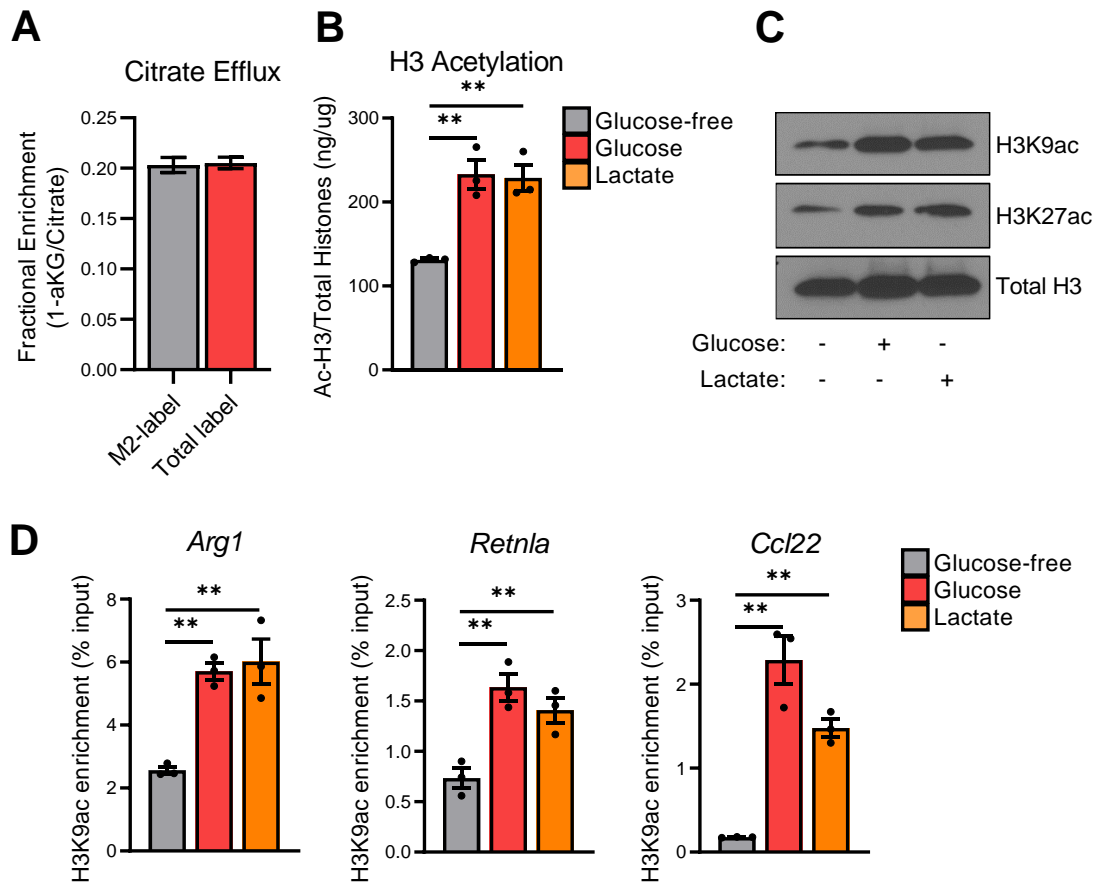 A
Citrate Efflux
Fractional Enrichment
(1-aKG/Citrate)
0.25
0.20
0.15
0.10
0.05
0.00
M2-label
Total label
B
H3 Acetylation
Ac-H3/Total Histones (ng/ug)
300
200
100
0
**
**
Glucose-free
Glucose
Lactate
C
H3K9ac
H3K27ac
Total H3
Glucose: - + -
Lactate: - - +
D
Arg1
H3K9ac enrichment (% input)
8
6
4
2
0
**
**
Retnla
H3K9ac enrichment (% input)
2.5
2.0
1.5
1.0
0.5
0.0
**
**
Ccl22
H3K9ac enrichment (% input)
3
2
1
0
**
**
Glucose-free
Glucose
Lactate